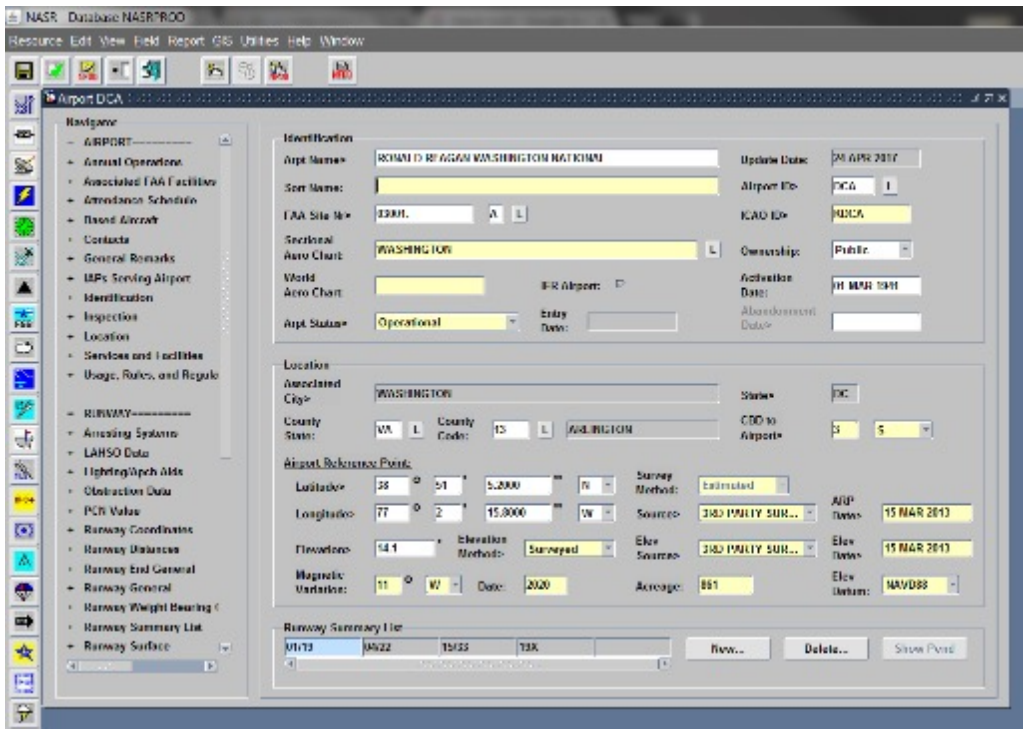 NASR Database NASRPROD
Resource Edit View Field Report GIS Utilities Help Window
Airport DCA
Navigator
− AIRPORT----------
+ Annual Operations
+ Associated FAA Facilities
+ Attendance Schedule
+ Based Aircraft
+ Contacts
+ General Remarks
+ IAPs Serving Airport
+ Identification
+ Inspection
+ Location
+ Services and Facilities
+ Usage, Rules, and Regula
− RUNWAY----------
+ Arresting Systems
+ LAHSO Data
+ Lighting/Apch Aids
+ Obstruction Data
+ PCN Value
+ Runway Coordinates
+ Runway Distances
+ Runway End General
+ Runway General
+ Runway Weight Bearing C
+ Runway Summary List
+ Runway Surface
Identification
Arpt Name> RONALD REAGAN WASHINGTON NATIONAL Update Date: 24 APR 2017
Sort Name: Airport ID> DCA L
FAA Site Nr> 03001. A L ICAO ID> KDCA
Sectional Aero Chart: WASHINGTON L Ownership: Public
World Aero Chart: IFR Airport: Activation Date: 01 MAR 1941
Arpt Status> Operational Entry Date: Abandonment Date>
Location
Associated City> WASHINGTON State> DC
County State: VA L County Code: 13 L ARLINGTON CBD to Airport> 3 S
Airport Reference Point:
Latitude> 38 ° 51 ' 5.2000 " N Survey Method: Estimated
Longitude> 77 ° 2 ' 15.8000 " W Source> 3RD PARTY SUR... ARP Date> 15 MAR 2013
Elevation> 14.1 ' Elevation Method> Surveyed Elev Source> 3RD PARTY SUR... Elev Date> 15 MAR 2013
Magnetic Variation: 11 ° W Date: 2020 Acreage: 861 Elev Datum: NAVD88
Runway Summary List
01/19 04/22 15/33 19X New... Delete... Show Pend